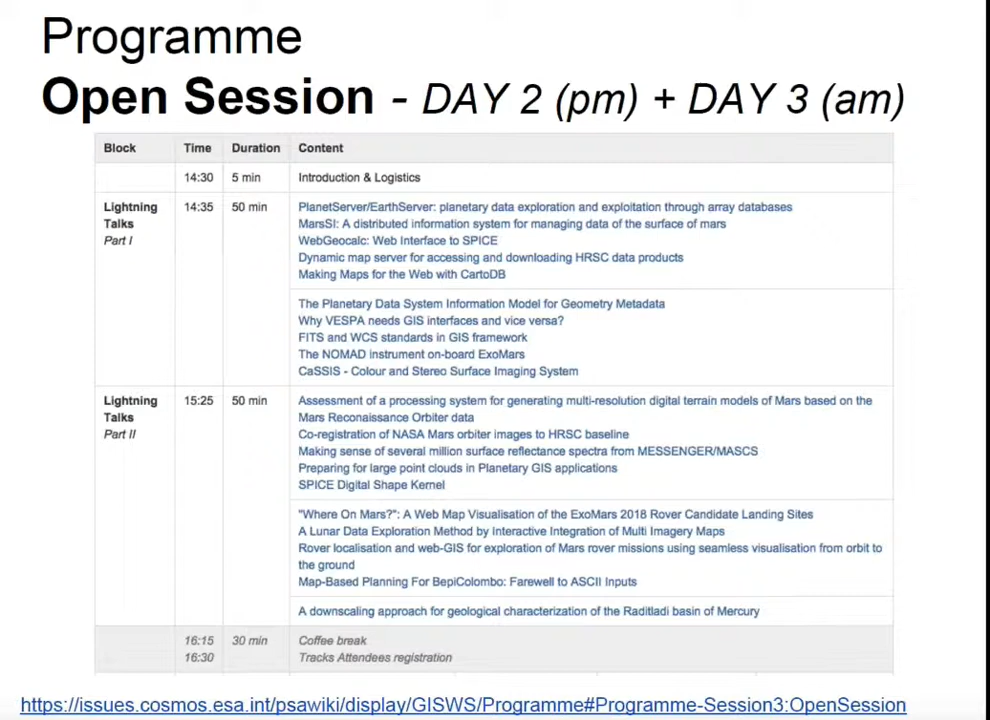 Programme
Open Session - DAY 2 (pm) + DAY 3 (am)
Block Time Duration Content
14:30 5 min Introduction & Logistics
Lightning 14:35 50 min PlanetServer/EarthServer: planetary data exploration and exploitation through array databases
Talks MarsSI: A distributed information system for managing data of the surface of mars
Part I WebGeocalc: Web Interface to SPICE
Dynamic map server for accessing and downloading HRSC data products
Making Maps for the Web with CartoDB
The Planetary Data System Information Model for Geometry Metadata
Why VESPA needs GIS interfaces and vice versa?
FITS and WCS standards in GIS framework
The NOMAD instrument on-board ExoMars
CaSSIS - Colour and Stereo Surface Imaging System
Lightning 15:25 50 min Assessment of a processing system for generating multi-resolution digital terrain models of Mars based on the
Talks Mars Reconaissance Orbiter data
Part II Co-registration of NASA Mars orbiter images to HRSC baseline
Making sense of several million surface reflectance spectra from MESSENGER/MASCS
Preparing for large point clouds in Planetary GIS applications
SPICE Digital Shape Kernel
"Where On Mars?": A Web Map Visualisation of the ExoMars 2018 Rover Candidate Landing Sites
A Lunar Data Exploration Method by Interactive Integration of Multi Imagery Maps
Rover localisation and web-GIS for exploration of Mars rover missions using seamless visualisation from orbit to
the ground
Map-Based Planning For BepiColombo: Farewell to ASCII Inputs
A downscaling approach for geological characterization of the Raditladi basin of Mercury
16:15 30 min Coffee break
16:30 Tracks Attendees registration
https://issues.cosmos.esa.int/psawiki/display/GISWS/Programme#Programme-Session3:OpenSession